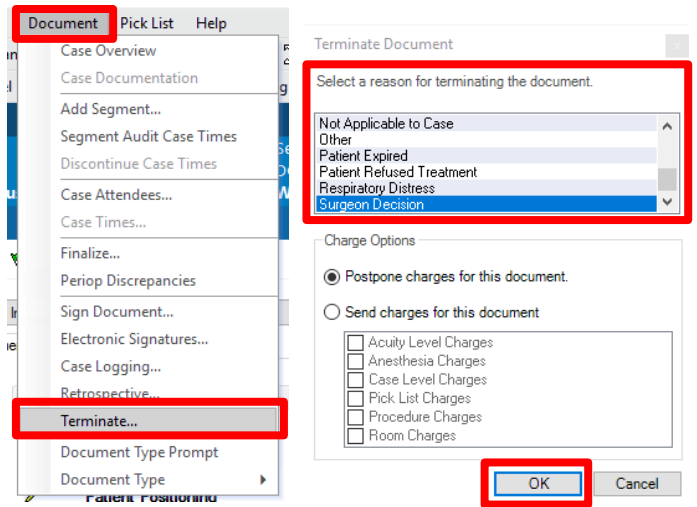 Document Pick List Help
Case Overview
Case Documentation
Add Segment...
Segment Audit Case Times
Discontinue Case Times
Case Attendees...
Case Times...
Finalize...
Periop Discrepancies
Sign Document...
Electronic Signatures...
Case Logging...
Retrospective...
Terminate...
Document Type Prompt
Document Type
Patient Positioning
Terminate Document
x
Select a reason for terminating the document.
Not Applicable to Case
Other
Patient Expired
Patient Refused Treatment
Respiratory Distress
Surgeon Decision
Charge Options
Postpone charges for this document.
Send charges for this document
Acuity Level Charges
Anesthesia Charges
Case Level Charges
Pick List Charges
Procedure Charges
Room Charges
OK Cancel